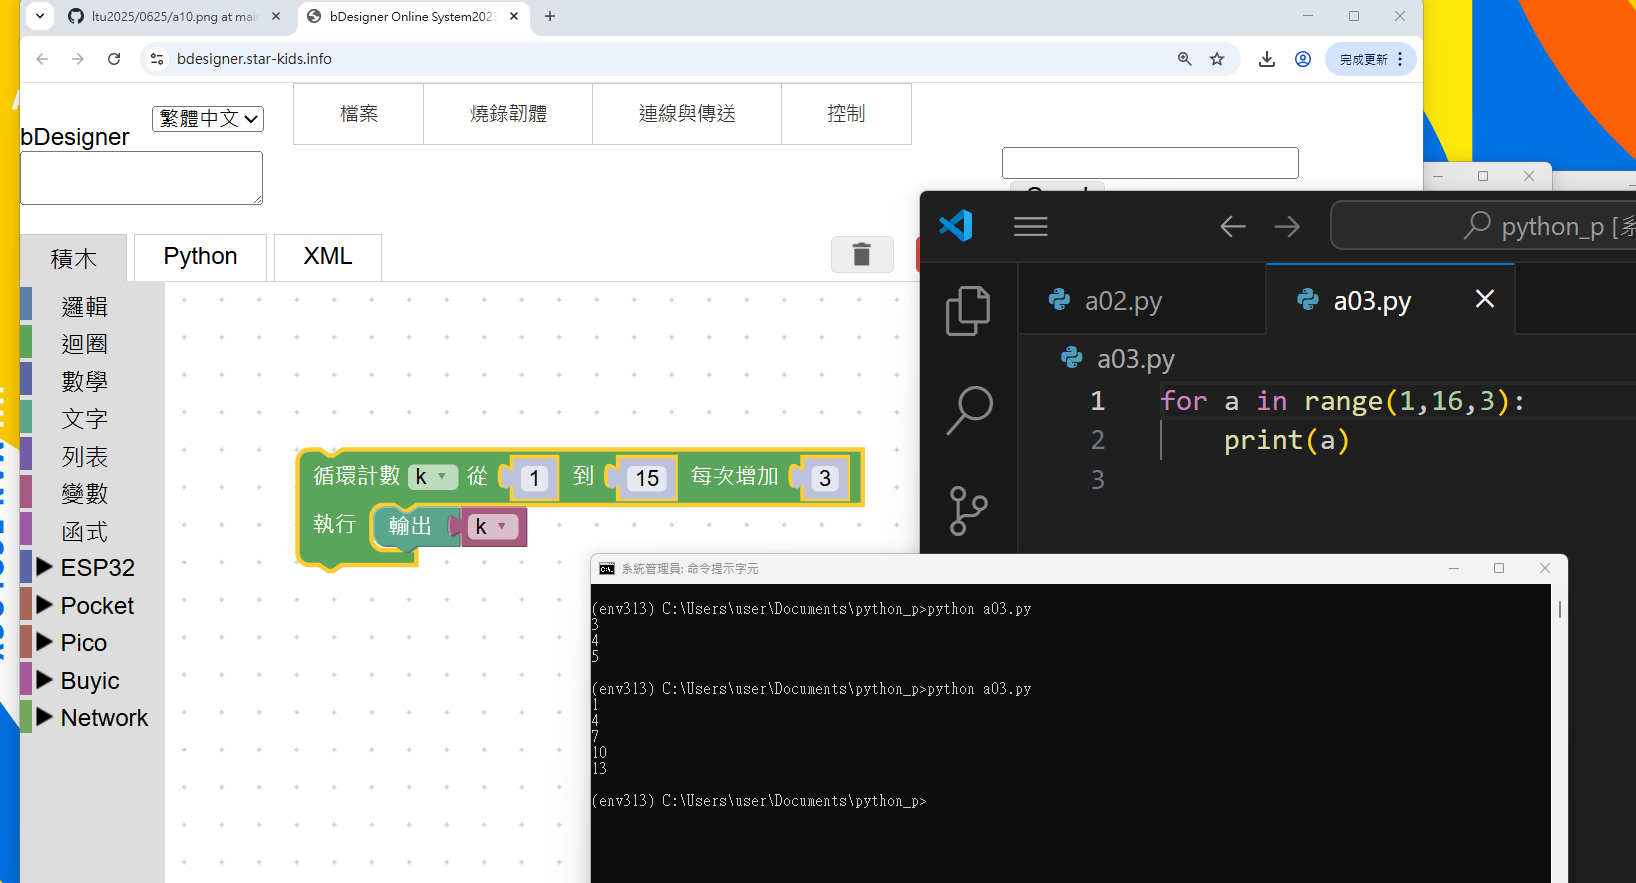 ltu2025/0625/a10.png at mai
bDesigner Online System202
bdesigner.star-kids.info
完成更新
繁體中文
bDesigner
檔案
燒錄韌體
連線與傳送
控制
積木
Python
XML
邏輯
迴圈
數學
文字
列表
變數
函式
ESP32
Pocket
Pico
Buyic
Network
循環計數 k 從 1 到 15 每次增加 3
執行 輸出 k
python_p [系
a02.py
a03.py
a03.py
1 for a in range(1,16,3):
2 print(a)
3
系統管理員: 命令提示字元
(env313) C:\Users\user\Documents\python_p>python a03.py
3
4
5
(env313) C:\Users\user\Documents\python_p>python a03.py
1
4
7
10
13
(env313) C:\Users\user\Documents\python_p>